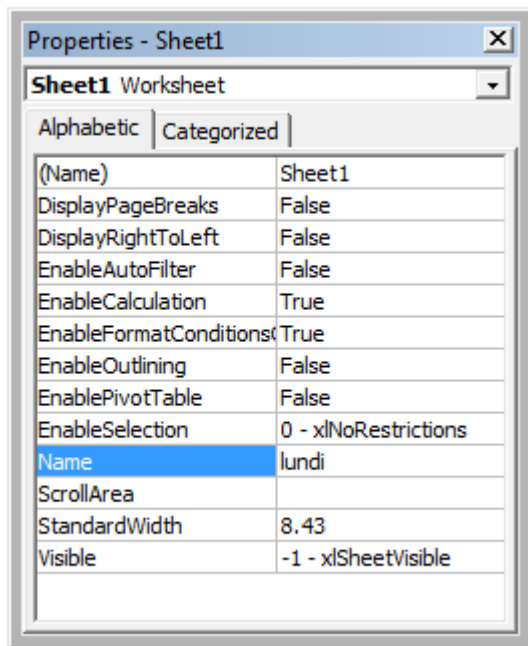 Properties - Sheet1
Sheet1 Worksheet
Alphabetic Categorized
(Name) Sheet1
DisplayPageBreaks False
DisplayRightToLeft False
EnableAutoFilter False
EnableCalculation True
EnableFormatConditionsC True
EnableOutlining False
EnablePivotTable False
EnableSelection 0 - xlNoRestrictions
Name lundi
ScrollArea
StandardWidth 8.43
Visible -1 - xlSheetVisible